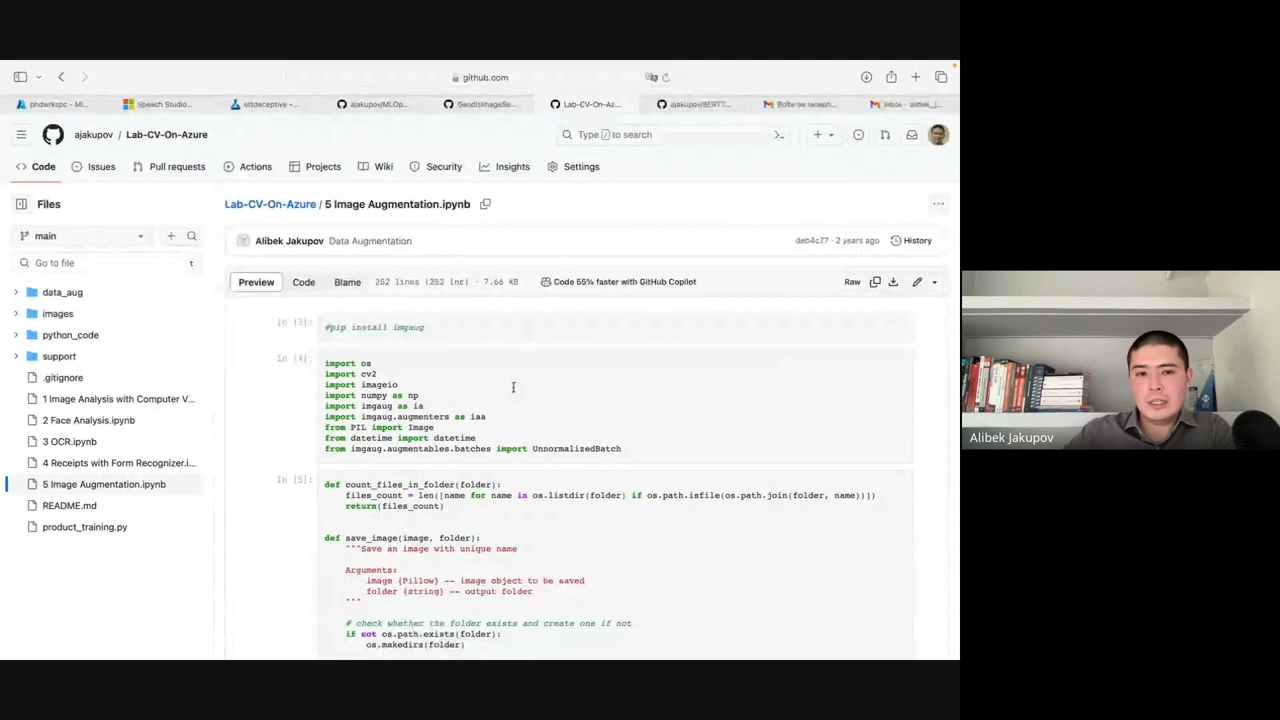 github.com
phdwrkspc - Mi...
Speech Studio...
ettdeceptive -...
ajakupov/MLOp...
GeodisImageSe...
Lab-CV-On-Az...
ajakupov/BERTT...
Inbox - alibek_j...
ajakupov / Lab-CV-On-Azure
Type / to search
Code
Issues
Pull requests
Actions
Projects
Wiki
Security
Insights
Settings
Files
main
Go to file
t
data_aug
images
python_code
support
.gitignore
1 Image Analysis with Computer V...
2 Face Analysis.ipynb
3 OCR.ipynb
4 Receipts with Form Recognizer.i...
5 Image Augmentation.ipynb
README.md
product_training.py
Lab-CV-On-Azure / 5 Image Augmentation.ipynb
Alibek Jakupov Data Augmentation
deb4c77 · 2 years ago
History
Preview
Code
Blame
252 lines (252 loc) · 7.66 KB
Code 55% faster with GitHub Copilot
Raw
In [3]:
#pip install imgaug
In [4]:
import os
import cv2
import imageio
import numpy as np
import imgaug as ia
import imgaug.augmenters as iaa
from PIL import Image
from datetime import datetime
from imgaug.augmentables.batches import UnnormalizedBatch
In [5]:
def count_files_in_folder(folder):
files_count = len([name for name in os.listdir(folder) if os.path.isfile(os.path.join(folder, name))])
return(files_count)
def save_image(image, folder):
"""Save an image with unique name
Arguments:
image {Pillow} -- image object to be saved
folder {string} -- output folder
"""
# check whether the folder exists and create one if not
if not os.path.exists(folder):
os.makedirs(folder)
Alibek Jakupov